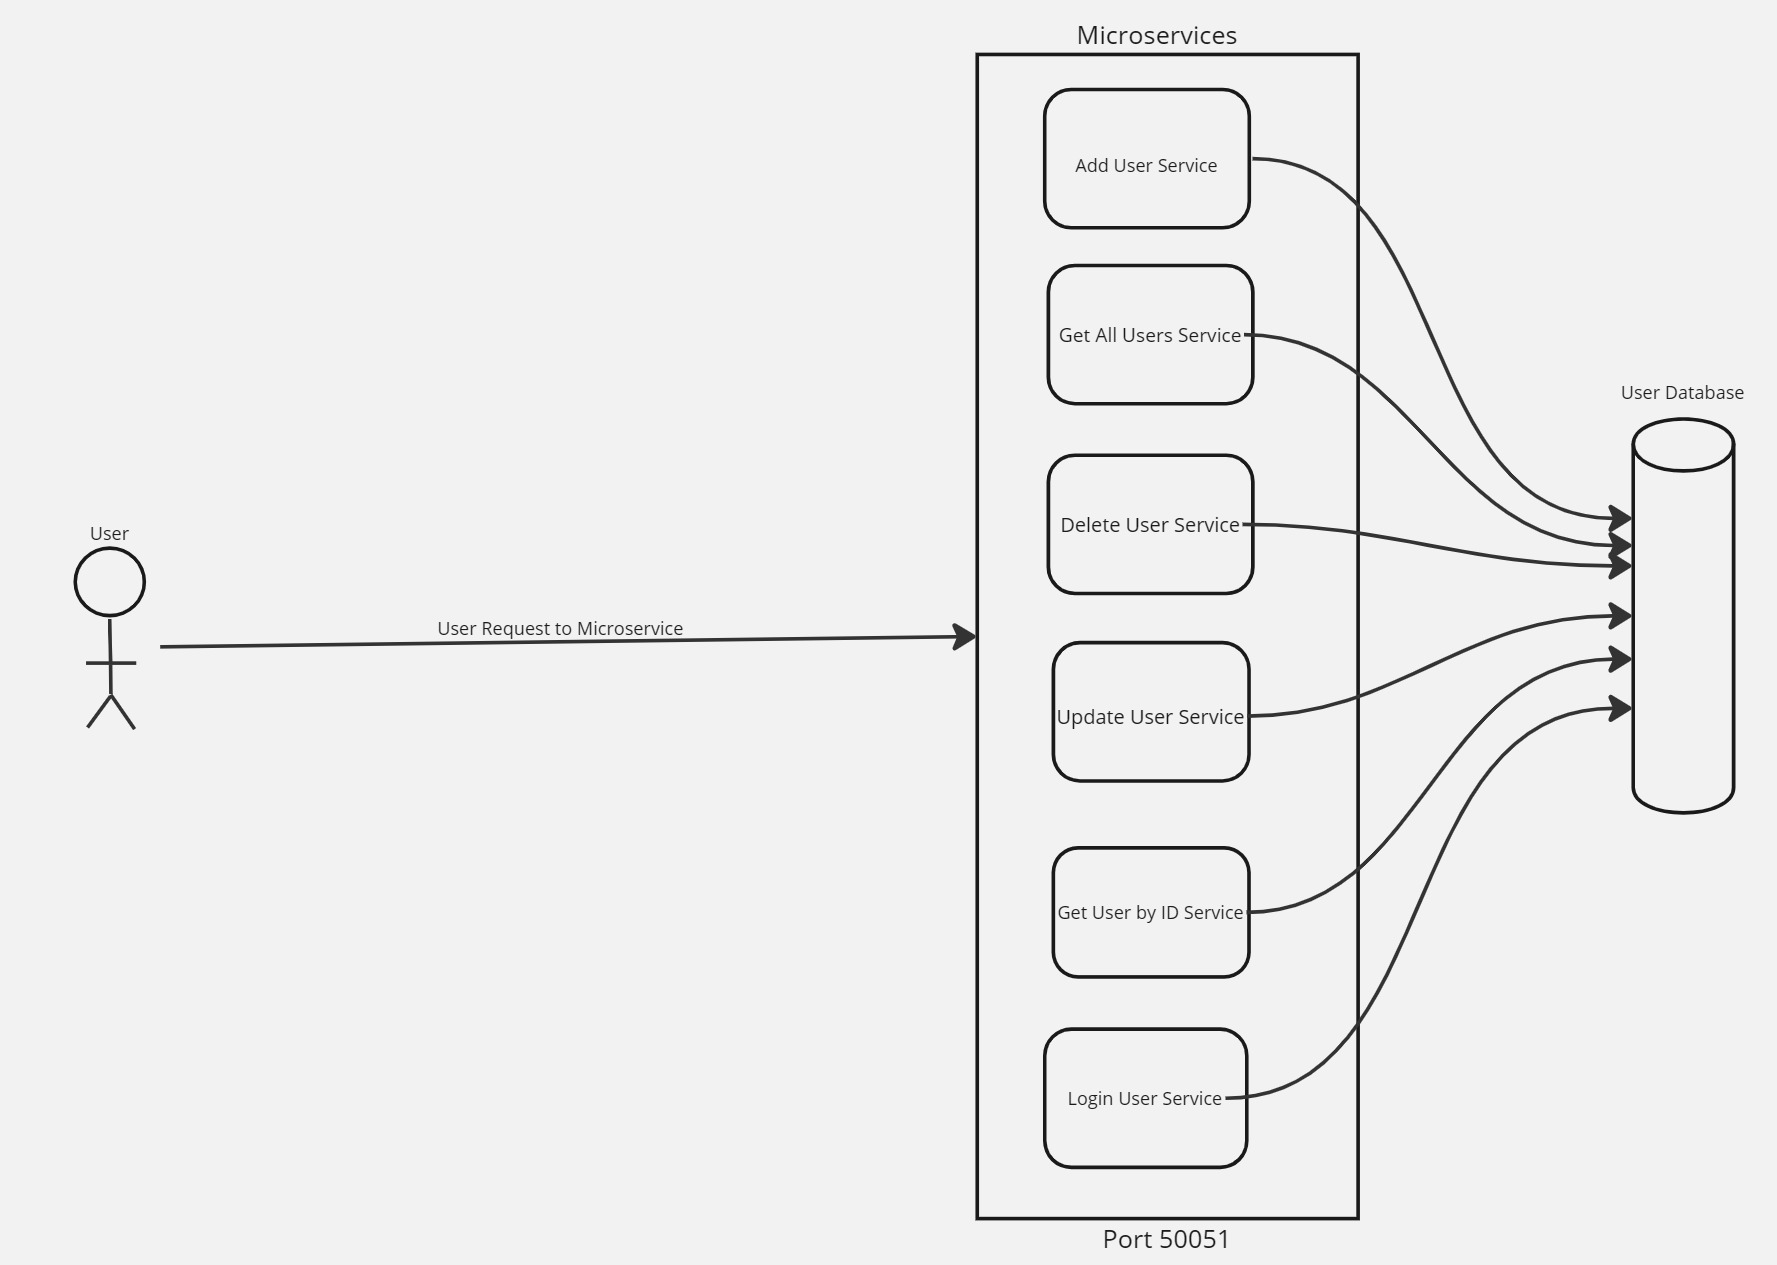 Microservices
Add User Service
Get All Users Service
User Database
Delete User Service
User
User Request to Microservice
Update User Service
Get User by ID Service
Login User Service
Port 50051